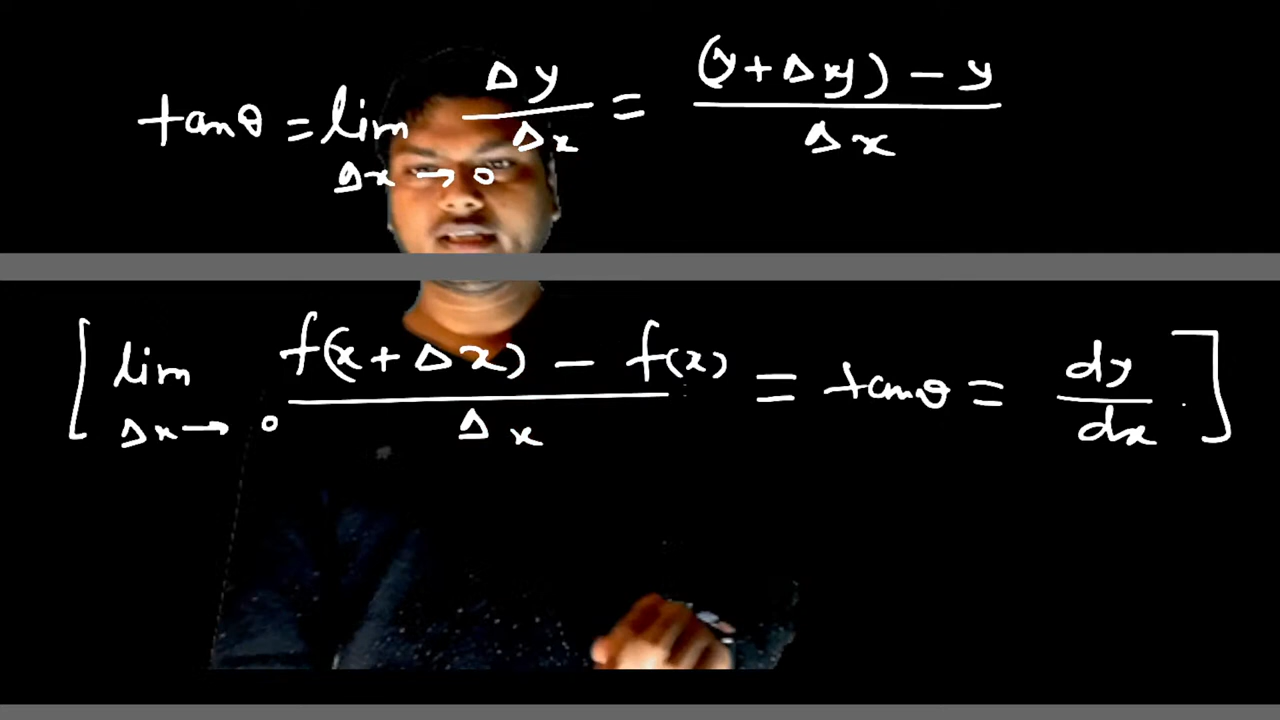 tanθ = lim Δx→0 Δy/Δx = ((y+Δy) − y)/Δx
[ lim Δx→0 (f(x+Δx) − f(x))/Δx = tanθ = dy/dx ]